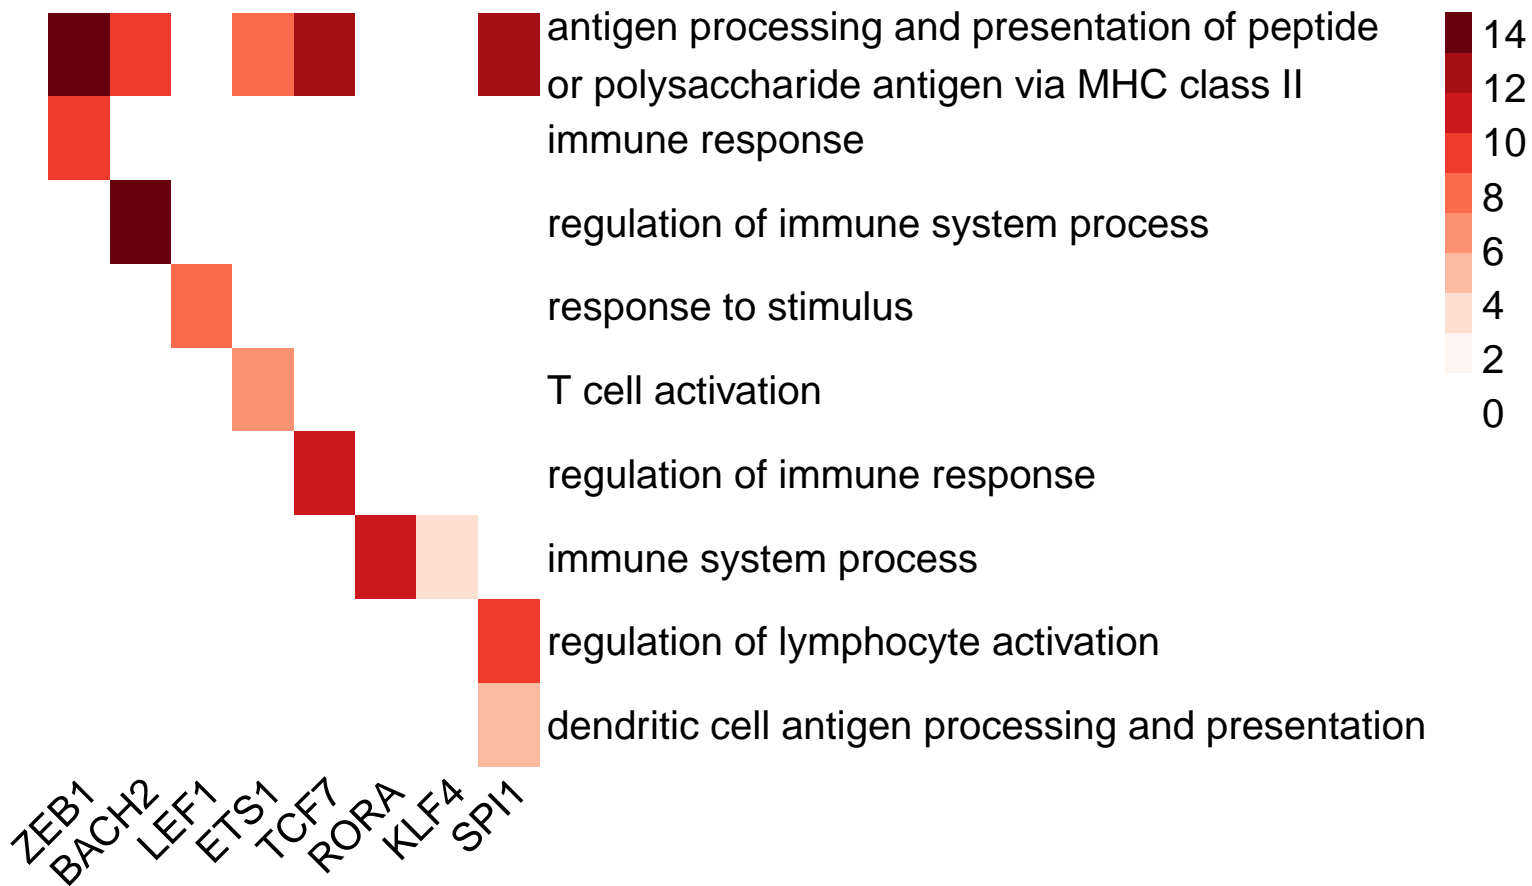 antigen processing and presentation of peptide
or polysaccharide antigen via MHC class II
immune response
regulation of immune system process
response to stimulus
T cell activation
regulation of immune response
immune system process
regulation of lymphocyte activation
dendritic cell antigen processing and presentation
14
12
10
8
6
4
2
0
ZEB1
BACH2
LEF1
ETS1
TCF7
RORA
KLF4
SPI1